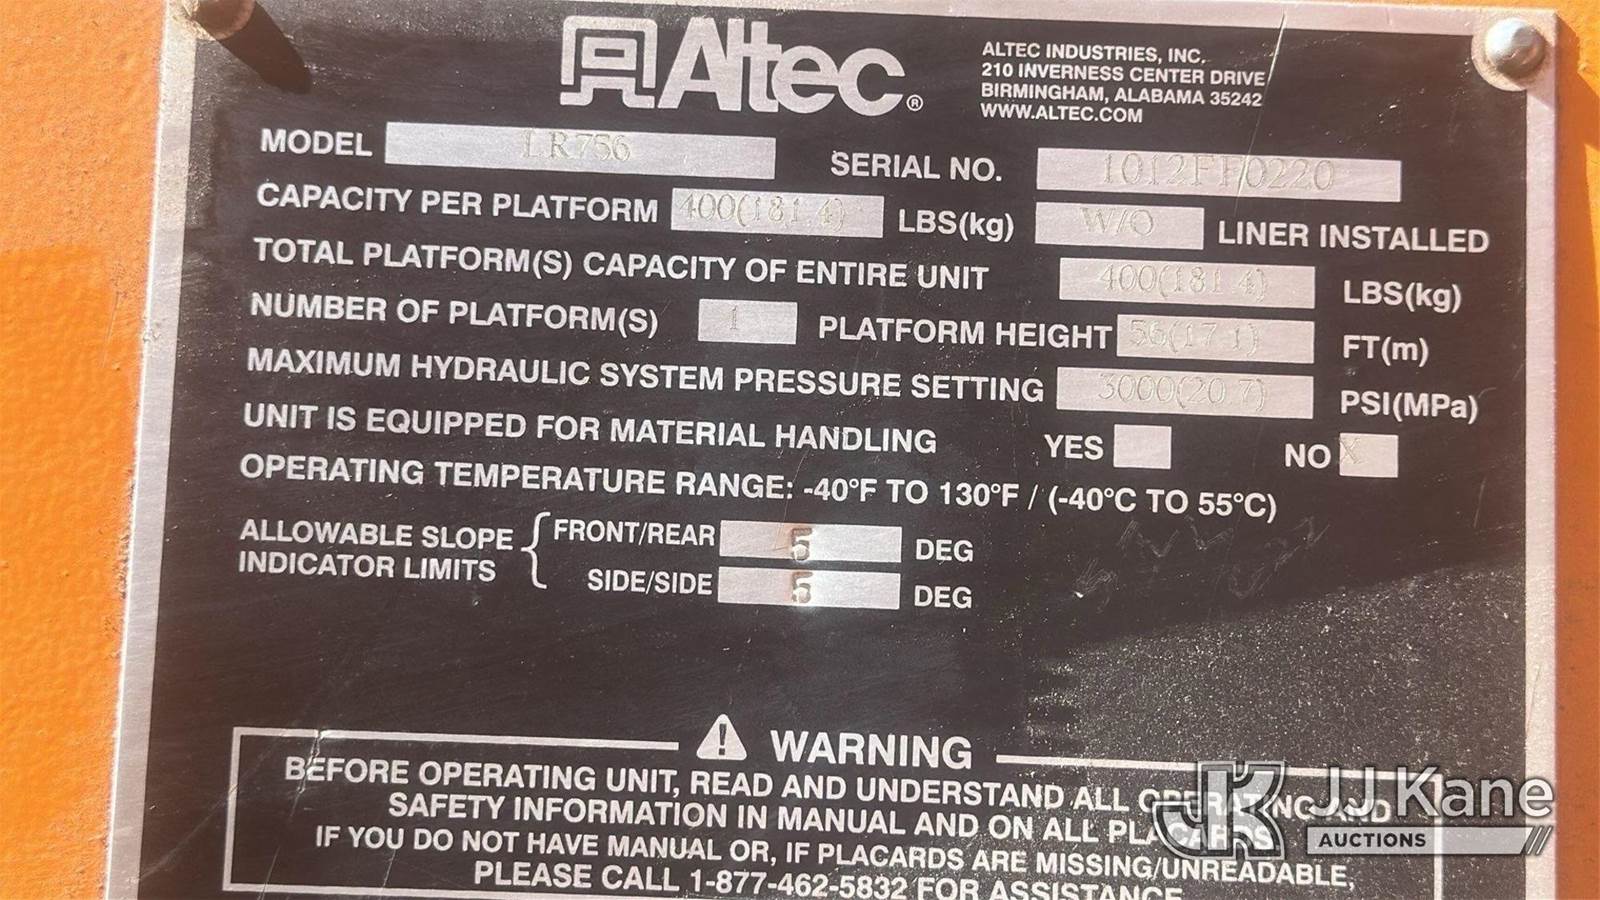 Altec®
ALTEC INDUSTRIES, INC.
210 INVERNESS CENTER DRIVE
BIRMINGHAM, ALABAMA 35242
WWW.ALTEC.COM
MODEL LR756 SERIAL NO. 1012FF0220
CAPACITY PER PLATFORM 400(181.4) LBS(kg) W/O LINER INSTALLED
TOTAL PLATFORM(S) CAPACITY OF ENTIRE UNIT 400(181.4) LBS(kg)
NUMBER OF PLATFORM(S) 1 PLATFORM HEIGHT 56(17.1) FT(m)
MAXIMUM HYDRAULIC SYSTEM PRESSURE SETTING 3000(20.7) PSI(MPa)
UNIT IS EQUIPPED FOR MATERIAL HANDLING YES NO X
OPERATING TEMPERATURE RANGE: -40°F TO 130°F / (-40°C TO 55°C)
ALLOWABLE SLOPE INDICATOR LIMITS { FRONT/REAR 5 DEG
SIDE/SIDE 5 DEG
WARNING
BEFORE OPERATING UNIT, READ AND UNDERSTAND ALL OPERATING AND
SAFETY INFORMATION IN MANUAL AND ON ALL PLACARDS.
IF YOU DO NOT HAVE MANUAL OR, IF PLACARDS ARE MISSING/UNREADABLE,
PLEASE CALL 1-877-462-5832 FOR ASSISTANCE.
JK JJ Kane
AUCTIONS